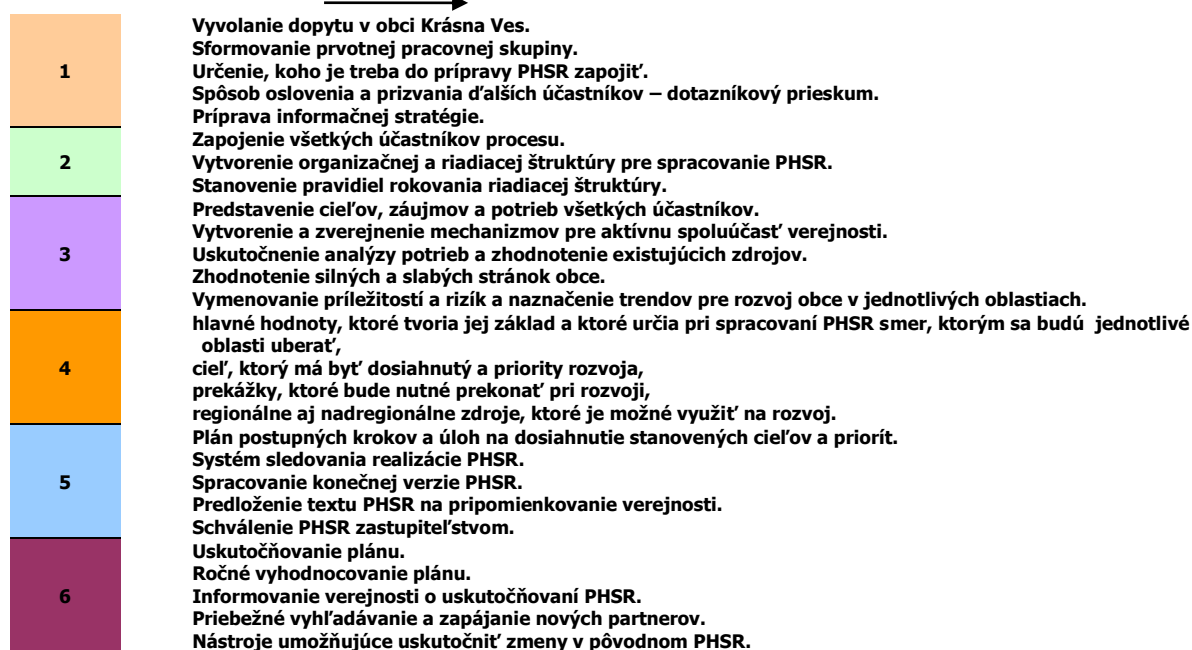 1
Vyvolanie dopytu v obci Krásna Ves.
Sformovanie prvotnej pracovnej skupiny.
Určenie, koho je treba do prípravy PHSR zapojiť.
Spôsob oslovenia a prizvania ďalších účastníkov – dotazníkový prieskum.
Príprava informačnej stratégie.
2
Zapojenie všetkých účastníkov procesu.
Vytvorenie organizačnej a riadiacej štruktúry pre spracovanie PHSR.
Stanovenie pravidiel rokovania riadiacej štruktúry.
3
Predstavenie cieľov, záujmov a potrieb všetkých účastníkov.
Vytvorenie a zverejnenie mechanizmov pre aktívnu spoluúčasť verejnosti.
Uskutočnenie analýzy potrieb a zhodnotenie existujúcich zdrojov.
Zhodnotenie silných a slabých stránok obce.
Vymenovanie príležitostí a rizík a naznačenie trendov pre rozvoj obce v jednotlivých oblastiach.
4
hlavné hodnoty, ktoré tvoria jej základ a ktoré určia pri spracovaní PHSR smer, ktorým sa budú jednotlivé
oblasti uberať,
cieľ, ktorý má byť dosiahnutý a priority rozvoja,
prekážky, ktoré bude nutné prekonať pri rozvoji,
regionálne aj nadregionálne zdroje, ktoré je možné využiť na rozvoj.
5
Plán postupných krokov a úloh na dosiahnutie stanovených cieľov a priorít.
Systém sledovania realizácie PHSR.
Spracovanie konečnej verzie PHSR.
Predloženie textu PHSR na pripomienkovanie verejnosti.
Schválenie PHSR zastupiteľstvom.
6
Uskutočňovanie plánu.
Ročné vyhodnocovanie plánu.
Informovanie verejnosti o uskutočňovaní PHSR.
Priebežné vyhľadávanie a zapájanie nových partnerov.
Nástroje umožňujúce uskutočniť zmeny v pôvodnom PHSR.